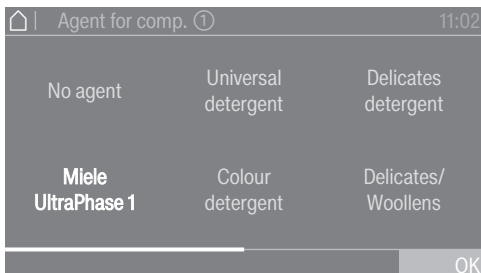 Agent for comp. ① 11:02
No agent
Universal
detergent
Delicates
detergent
Miele
UltraPhase 1
Colour
detergent
Delicates/
Woollens
OK